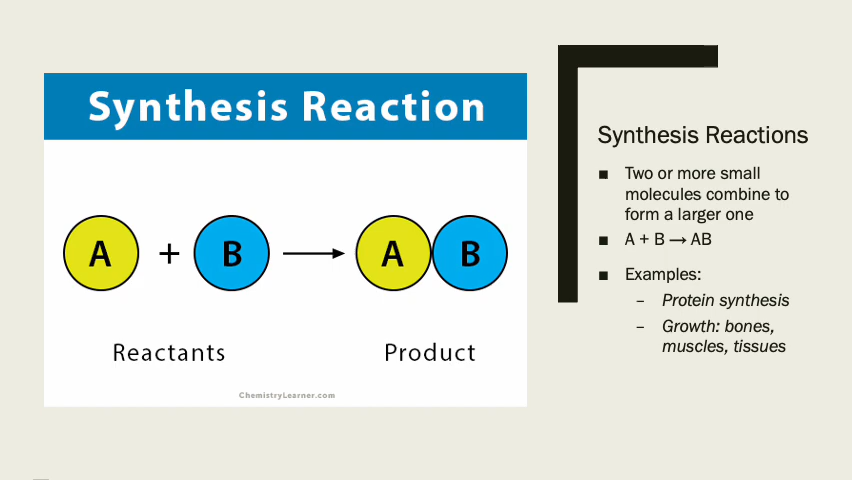 Synthesis Reaction
A + B → A B
Reactants Product
ChemistryLearner.com
Synthesis Reactions
■ Two or more small
molecules combine to
form a larger one
■ A + B → AB
■ Examples:
– Protein synthesis
– Growth: bones,
muscles, tissues